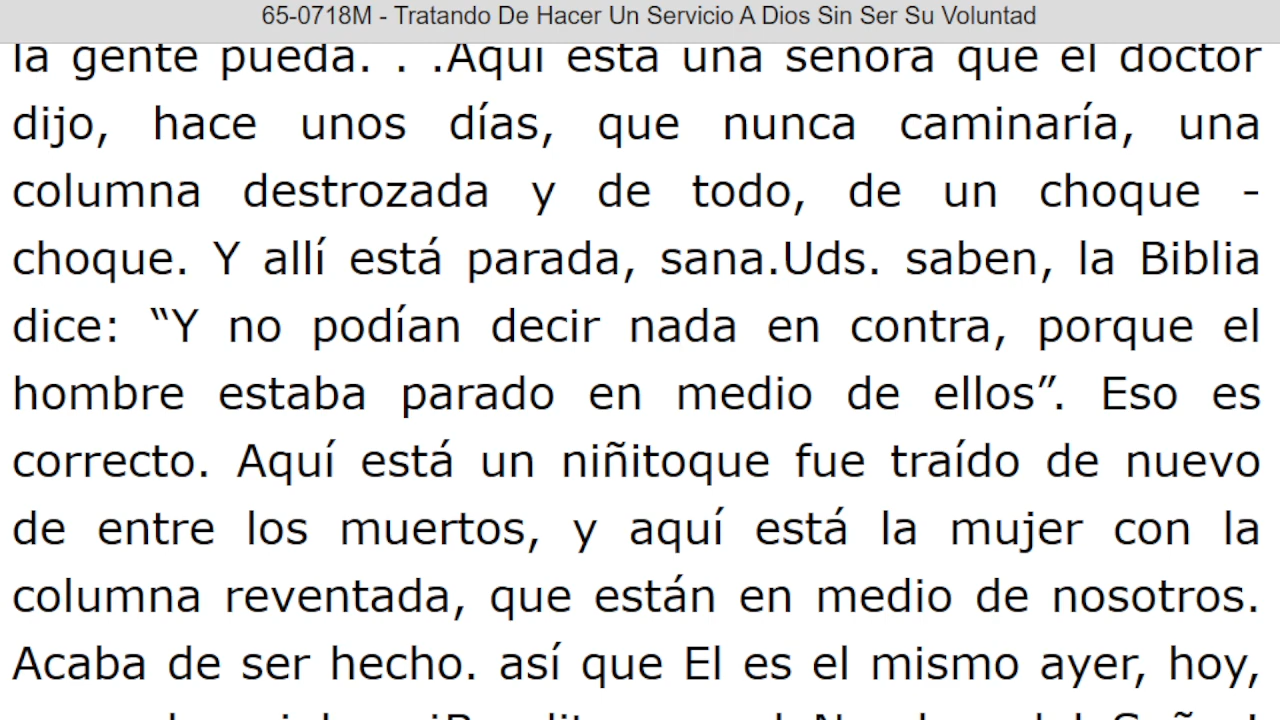 65-0718M - Tratando De Hacer Un Servicio A Dios Sin Ser Su Voluntad
la gente pueda. . .Aquí está una señora que el doctor
dijo, hace unos días, que nunca caminaría, una
columna destrozada y de todo, de un choque -
choque. Y allí está parada, sana.Uds. saben, la Biblia
dice: “Y no podían decir nada en contra, porque el
hombre estaba parado en medio de ellos”. Eso es
correcto. Aquí está un niñitoque fue traído de nuevo
de entre los muertos, y aquí está la mujer con la
columna reventada, que están en medio de nosotros.
Acaba de ser hecho. así que El es el mismo ayer, hoy,